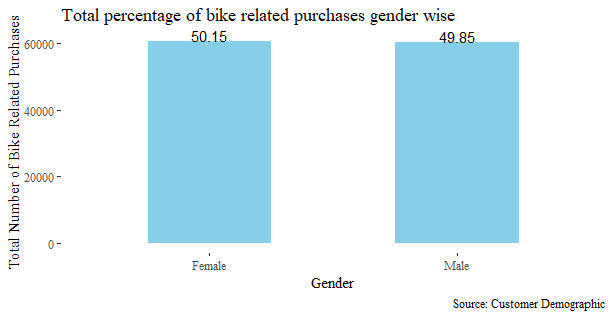 Total percentage of bike related purchases gender wise
Total Number of Bike Related Purchases
60000
40000
20000
0
50.15
49.85
Female
Male
Gender
Source: Customer Demographic